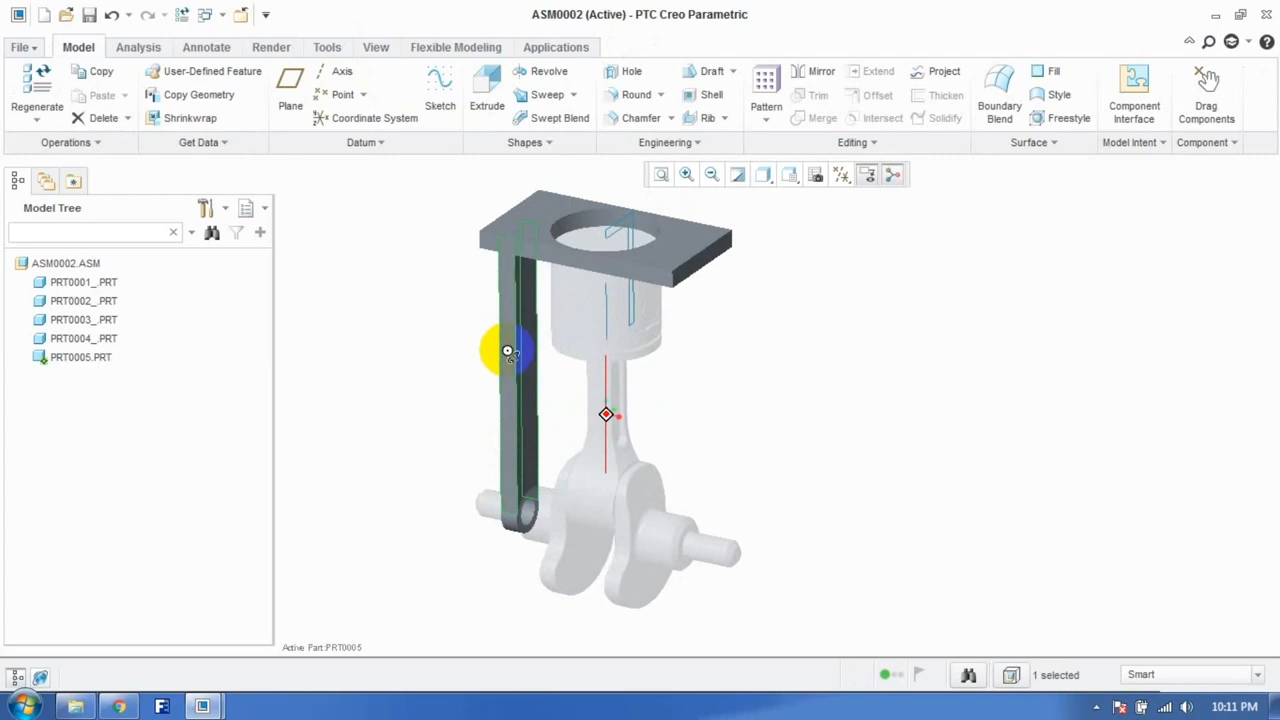 ASM0002 (Active) - PTC Creo Parametric
File Model Analysis Annotate Render Tools View Flexible Modeling Applications
Regenerate
Copy
Paste
Delete
User-Defined Feature
Copy Geometry
Shrinkwrap
Plane
Axis
Point
Coordinate System
Sketch
Extrude
Revolve
Sweep
Swept Blend
Hole
Round
Chamfer
Draft
Shell
Rib
Pattern
Mirror
Trim
Merge
Extend
Offset
Intersect
Project
Thicken
Solidify
Boundary
Blend
Fill
Style
Freestyle
Component
Interface
Drag
Components
Operations Get Data Datum Shapes Engineering Editing Surface Model Intent Component
Model Tree
ASM0002.ASM
PRT0001_.PRT
PRT0002_.PRT
PRT0003_.PRT
PRT0004_.PRT
PRT0005.PRT
Active Part:PRT0005
1 selected
Smart
10:11 PM